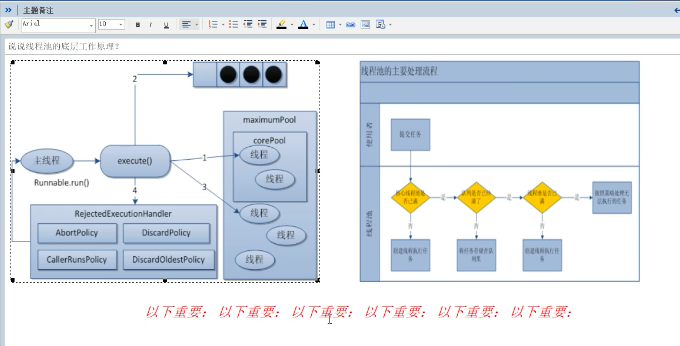 主题备注
Arial
10
B I U
说说线程池的底层工作原理？
2
maximumPool
corePool
线程
主线程
execute()
1
Runnable.run()
4
3
线程
线程
线程
RejectedExecutionHandler
AbortPolicy
DiscardPolicy
CallerRunsPolicy
DiscardOldestPolicy
线程
线程池的主要处理流程
使用者
提交任务
线程池
核心线程池是否已满
是
队列是否已经满了
是
线程池是否已满
是
按照策略处理无法执行的任务
否
否
否
创建线程执行任务
将任务存储在队列里
创建线程执行任务
以下重要： 以下重要： 以下重要： 以下重要： 以下重要： 以下重要：